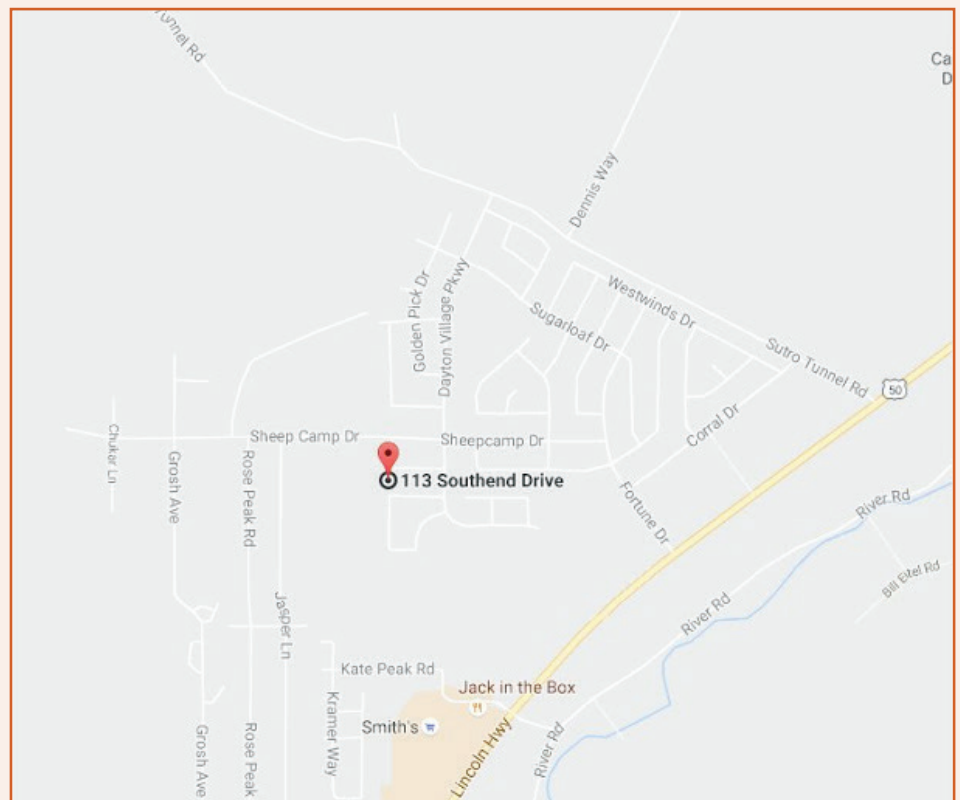 Tunnel Rd
Ca
D
Dennis Way
Golden Pick Dr
Dayton Village Pkwy
Westwinds Dr
Sugarloaf Dr
Sutro Tunnel Rd
50
Corral Dr
Chukar Ln
Sheep Camp Dr
Sheepcamp Dr
Grosh Ave
Rose Peak Rd
113 Southend Drive
Fortune Dr
River Rd
Bill Eitel Rd
Jasper Ln
River Rd
Kate Peak Rd
Jack in the Box
Kramer Way
Smith's
Grosh Ave
Rose Peak
Lincoln Hwy
River Rd